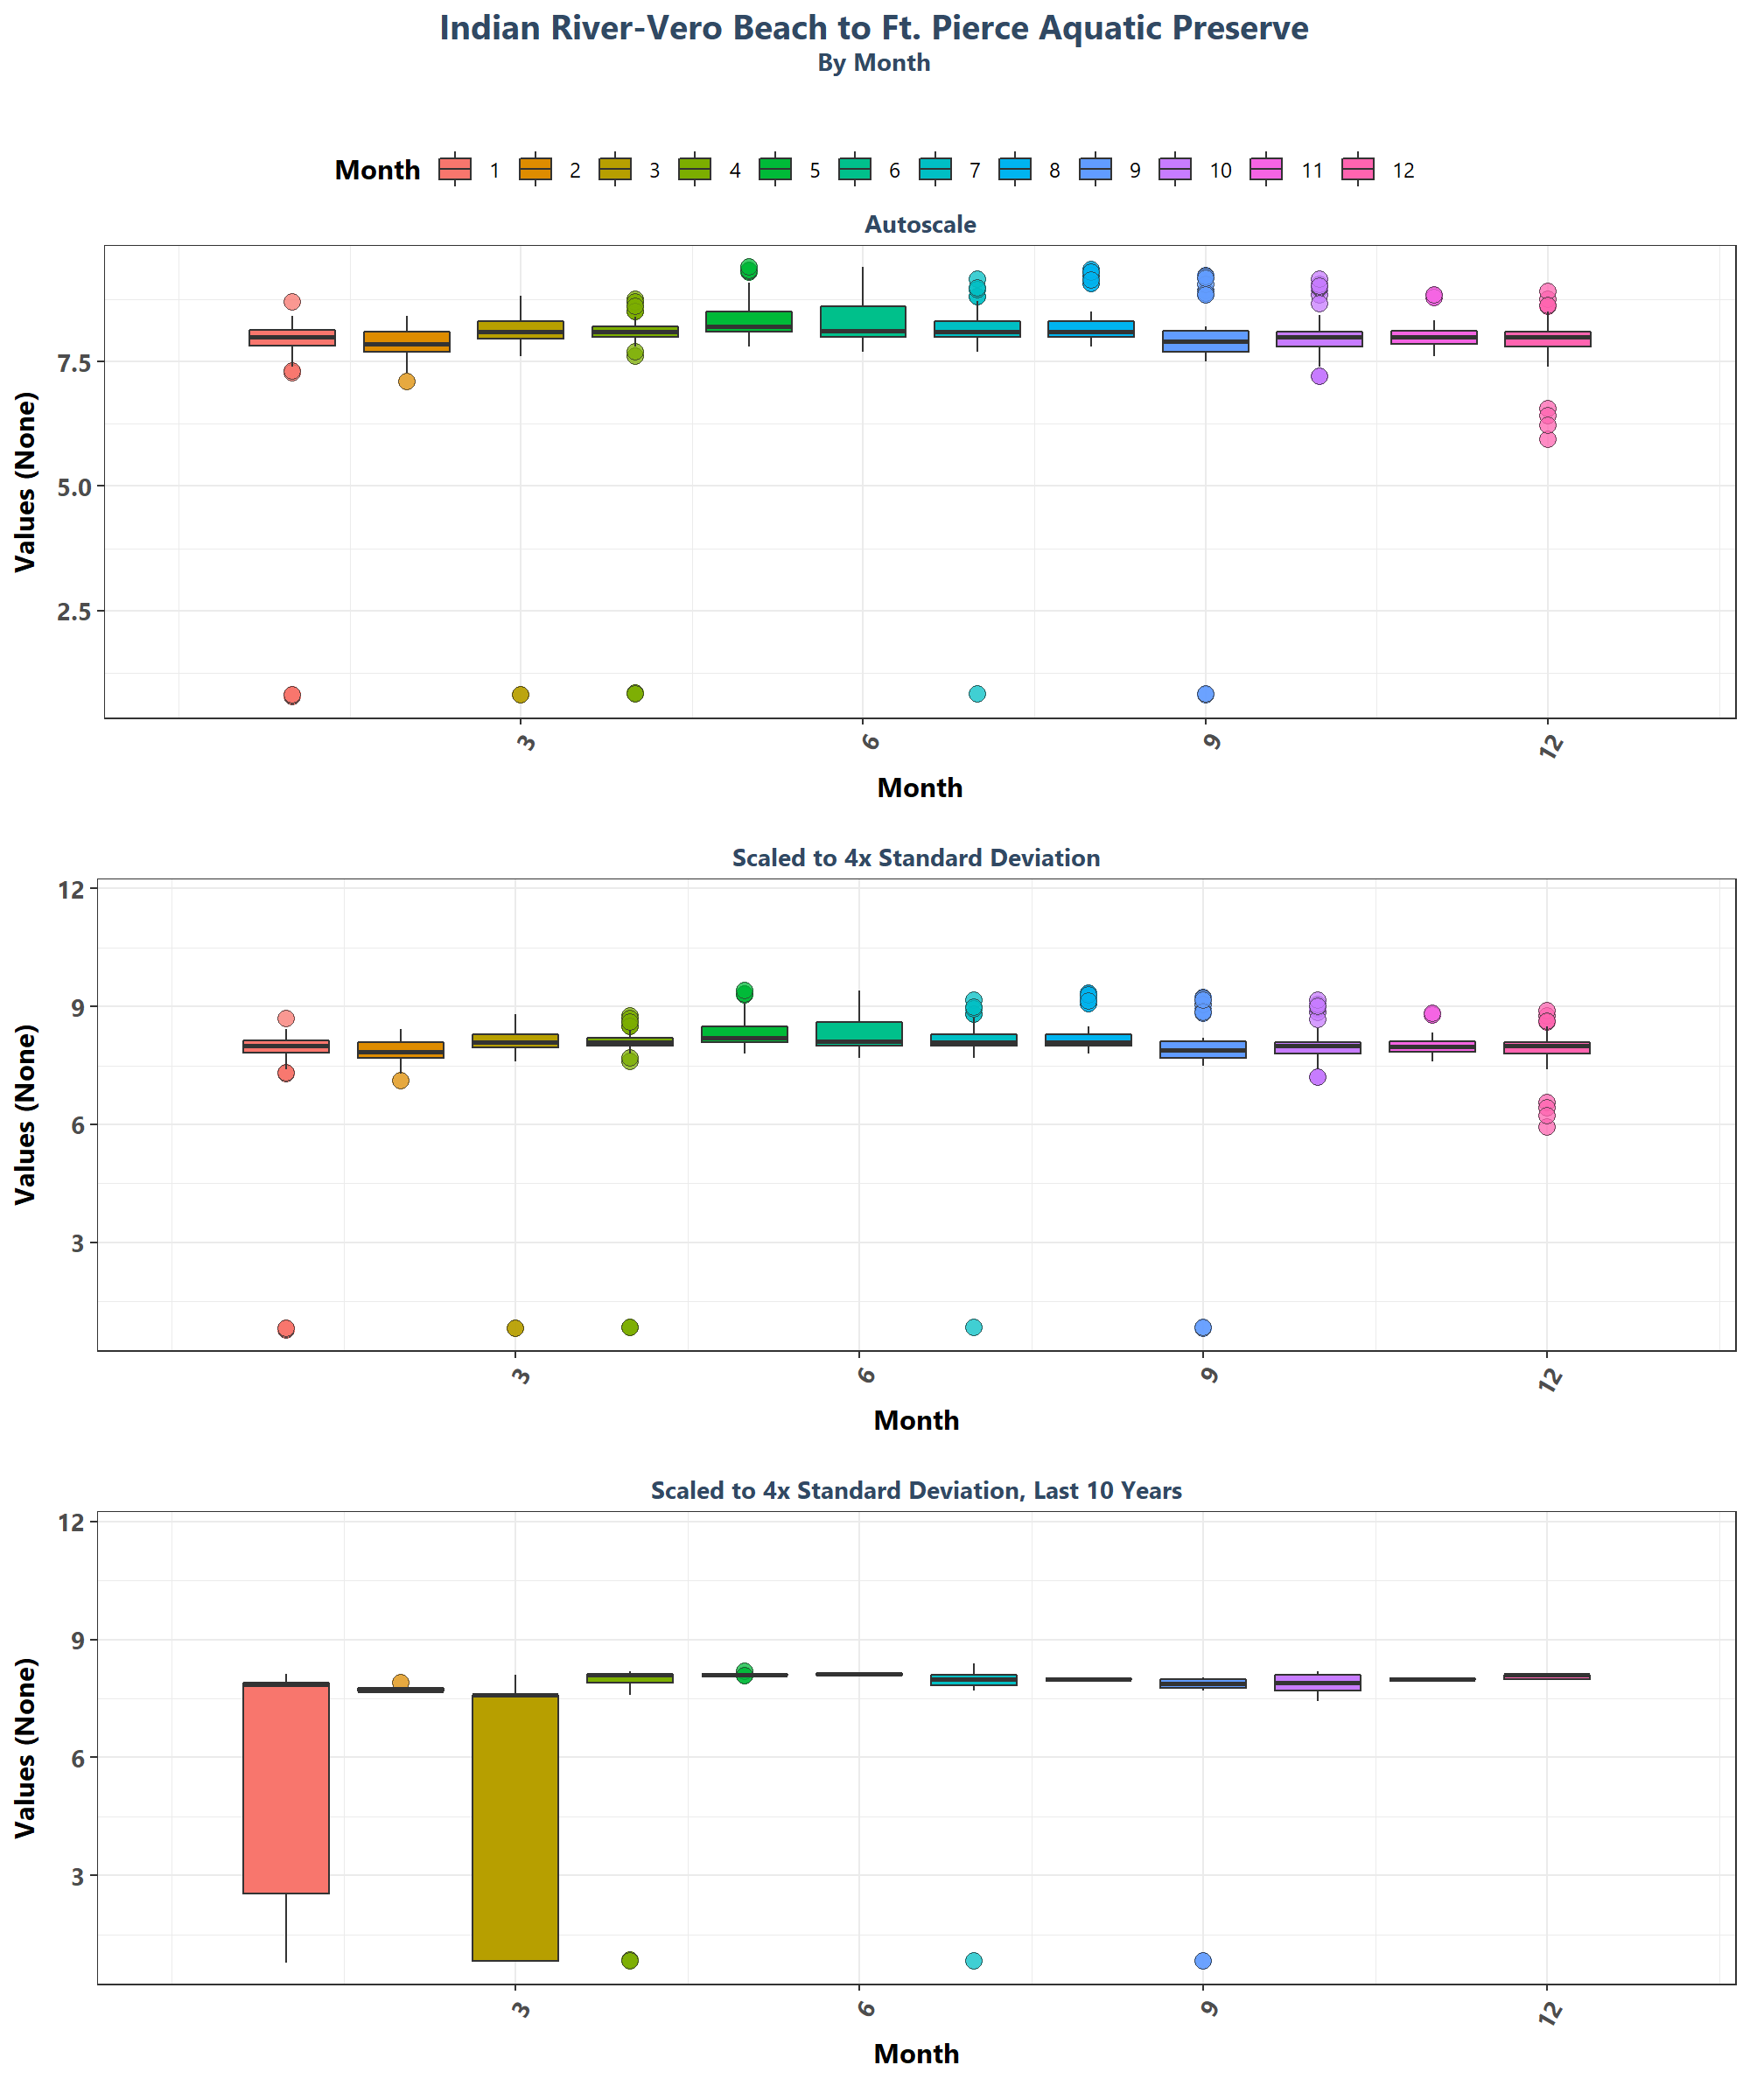 Indian River-Vero Beach to Ft. Pierce Aquatic Preserve
By Month
Month 1 2 3 4 5 6 7 8 9 10 11 12
Autoscale
Values (None)
7.5
5.0
2.5
3 6 9 12
Month
Scaled to 4x Standard Deviation
Values (None)
12
9
6
3
3 6 9 12
Month
Scaled to 4x Standard Deviation, Last 10 Years
Values (None)
12
9
6
3
3 6 9 12
Month